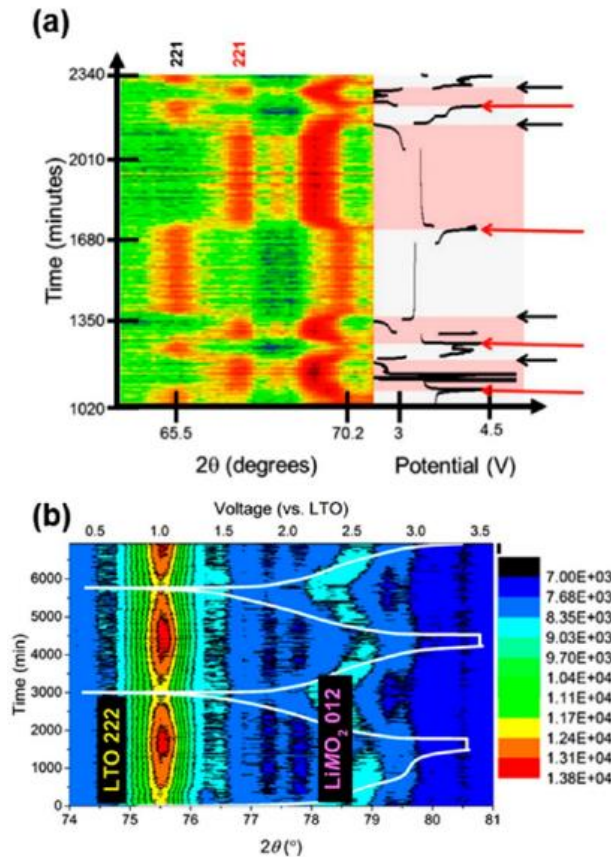 (a)
221
221
2340
2010
1680
1350
1020
Time (minutes)
65.5
70.2
3
4.5
2θ (degrees)
Potential (V)
(b)
Voltage (vs. LTO)
0.5 1.0 1.5 2.0 2.5 3.0 3.5
6000
5000
4000
3000
2000
1000
0
Time (min)
LTO 222
LiMO₂ 012
74 75 76 77 78 79 80 81
2θ (°)
7.00E+03
7.68E+03
8.35E+03
9.03E+03
9.70E+03
1.04E+04
1.11E+04
1.17E+04
1.24E+04
1.31E+04
1.38E+04